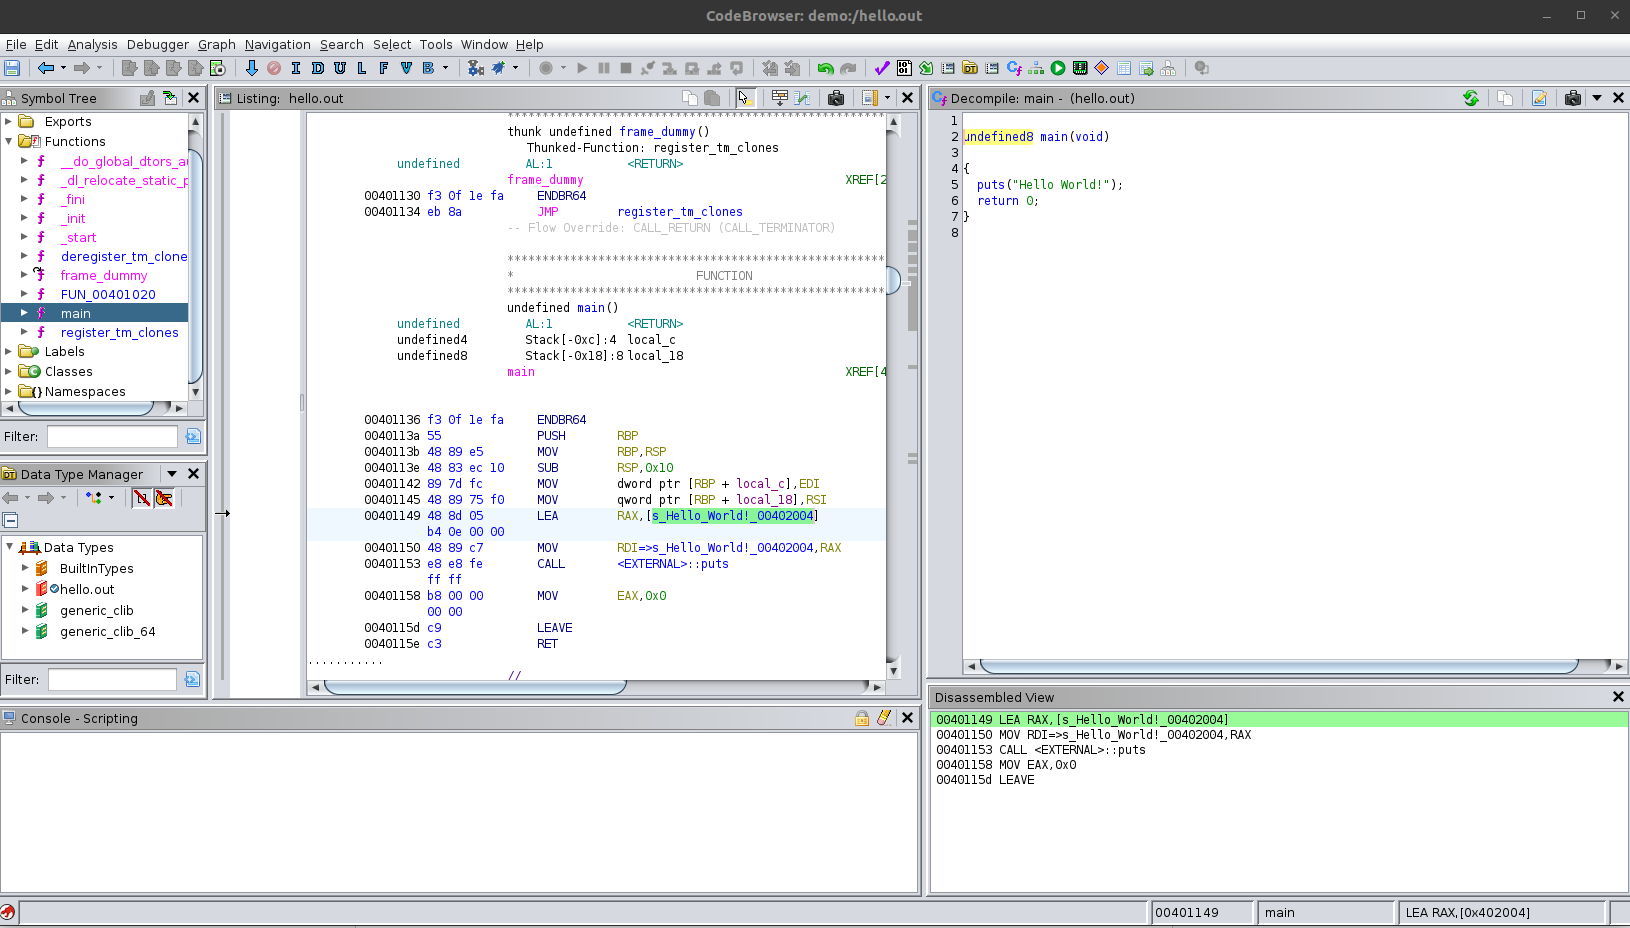 CodeBrowser: demo:/hello.out
File Edit Analysis Debugger Graph Navigation Search Select Tools Window Help
I D U L F V B
Symbol Tree
Exports
Functions
__do_global_dtors_au
_dl_relocate_static_p
_fini
_init
_start
deregister_tm_clone
frame_dummy
FUN_00401020
main
register_tm_clones
Labels
Classes
Namespaces
Filter:
Data Type Manager
Data Types
BuiltInTypes
hello.out
generic_clib
generic_clib_64
Filter:
Listing: hello.out
*************************************************
thunk undefined frame_dummy()
Thunked-Function: register_tm_clones
undefined AL:1 <RETURN>
frame_dummy XREF[2
00401130 f3 0f 1e fa ENDBR64
00401134 eb 8a JMP register_tm_clones
-- Flow Override: CALL_RETURN (CALL_TERMINATOR)
*************************************************
* FUNCTION
*************************************************
undefined main()
undefined AL:1 <RETURN>
undefined4 Stack[-0xc]:4 local_c
undefined8 Stack[-0x18]:8 local_18
main XREF[4
00401136 f3 0f 1e fa ENDBR64
0040113a 55 PUSH RBP
0040113b 48 89 e5 MOV RBP,RSP
0040113e 48 83 ec 10 SUB RSP,0x10
00401142 89 7d fc MOV dword ptr [RBP + local_c],EDI
00401145 48 89 75 f0 MOV qword ptr [RBP + local_18],RSI
00401149 48 8d 05 LEA RAX,[s_Hello_World!_00402004]
b4 0e 00 00
00401150 48 89 c7 MOV RDI=>s_Hello_World!_00402004,RAX
00401153 e8 e8 fe CALL <EXTERNAL>::puts
ff ff
00401158 b8 00 00 MOV EAX,0x0
00 00
0040115d c9 LEAVE
0040115e c3 RET
...........
//
Decompile: main - (hello.out)
1
2 undefined8 main(void)
3
4 {
5 puts("Hello World!");
6 return 0;
7 }
8
Disassembled View
00401149 LEA RAX,[s_Hello_World!_00402004]
00401150 MOV RDI=>s_Hello_World!_00402004,RAX
00401153 CALL <EXTERNAL>::puts
00401158 MOV EAX,0x0
0040115d LEAVE
Console - Scripting
00401149 main LEA RAX,[0x402004]